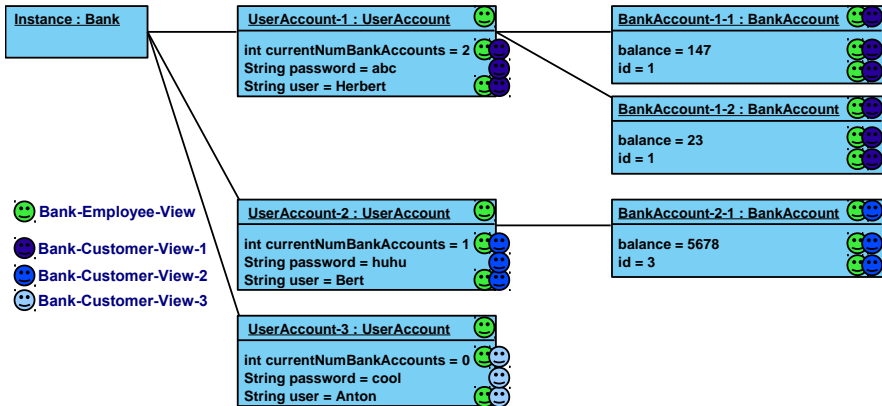 Instance : Bank
UserAccount-1 : UserAccount
int currentNumBankAccounts = 2
String password = abc
String user = Herbert
BankAccount-1-1 : BankAccount
balance = 147
id = 1
BankAccount-1-2 : BankAccount
balance = 23
id = 1
Bank-Employee-View
Bank-Customer-View-1
Bank-Customer-View-2
Bank-Customer-View-3
UserAccount-2 : UserAccount
int currentNumBankAccounts = 1
String password = huhu
String user = Bert
BankAccount-2-1 : BankAccount
balance = 5678
id = 3
UserAccount-3 : UserAccount
int currentNumBankAccounts = 0
String password = cool
String user = Anton